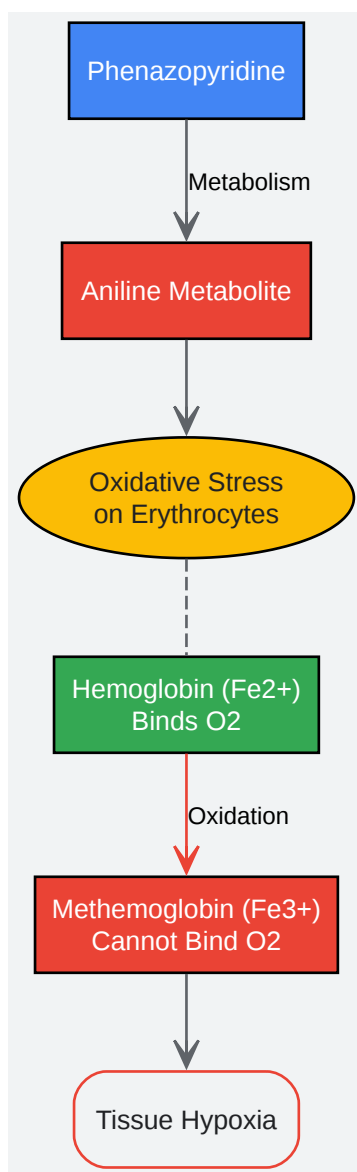 Phenazopyridine
Metabolism
Aniline Metabolite
Oxidative Stress
on Erythrocytes
Hemoglobin (Fe2+)
Binds O2
Oxidation
Methemoglobin (Fe3+)
Cannot Bind O2
Tissue Hypoxia